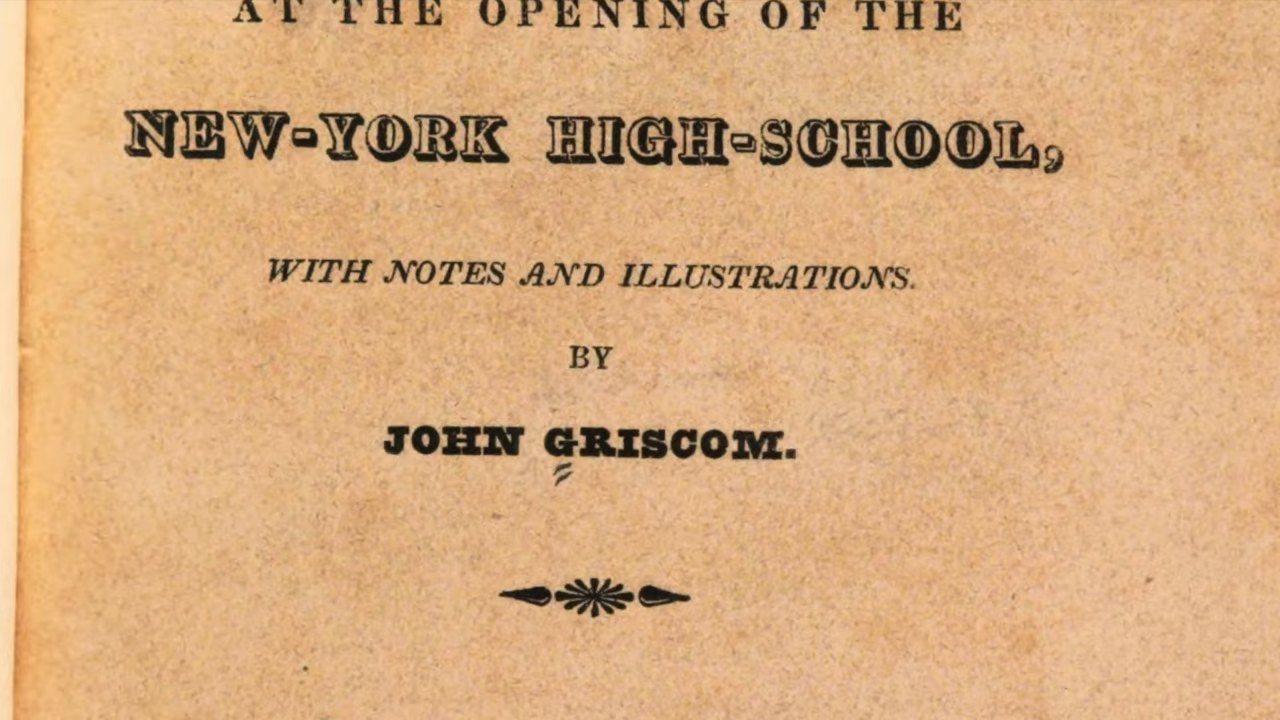 AT THE OPENING OF THE
NEW-YORK HIGH-SCHOOL,
WITH NOTES AND ILLUSTRATIONS.
BY
JOHN GRISCOM.